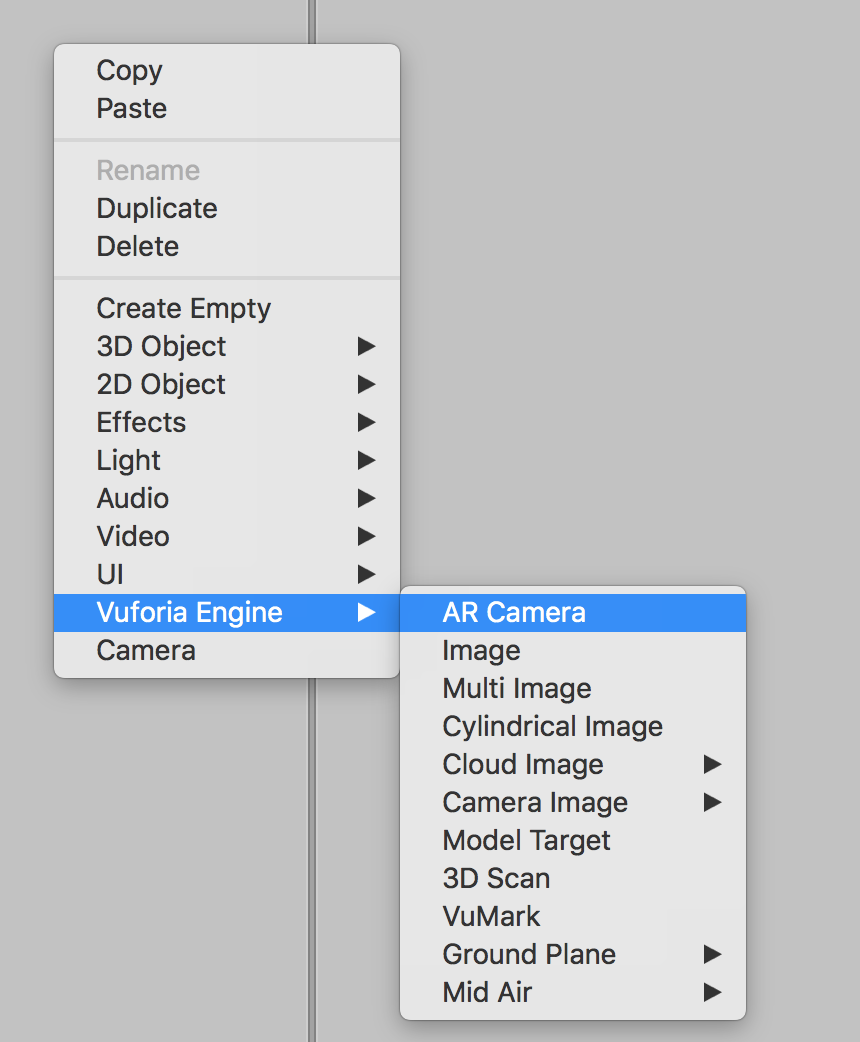 Copy
Paste
Rename
Duplicate
Delete
Create Empty
3D Object
2D Object
Effects
Light
Audio
Video
UI
Vuforia Engine
Camera
AR Camera
Image
Multi Image
Cylindrical Image
Cloud Image
Camera Image
Model Target
3D Scan
VuMark
Ground Plane
Mid Air